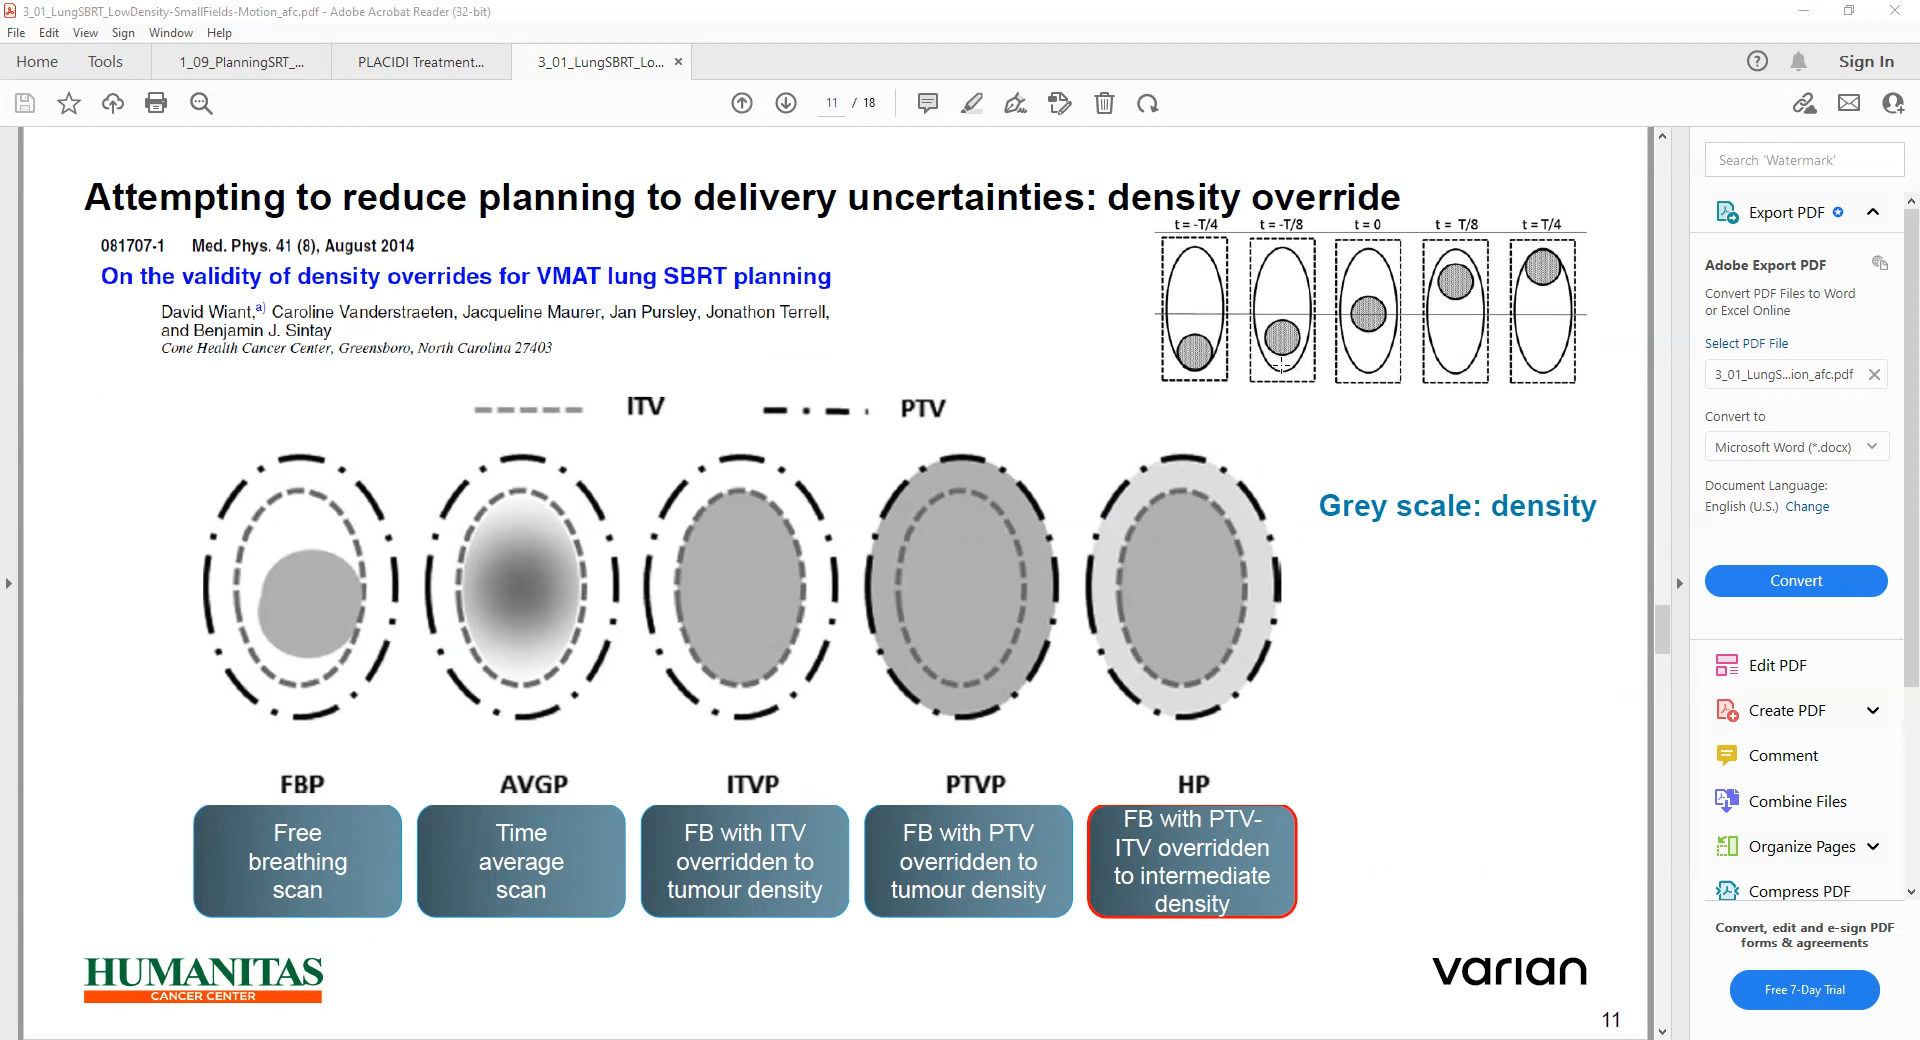 3_01_LungSBRT_LowDensity-SmallFields-Motion_afc.pdf - Adobe Acrobat Reader (32-bit)
File Edit View Sign Window Help
Home Tools 1_09_PlanningSRT_... PLACIDI Treatment... 3_01_LungSBRT_Lo... Sign In
11 / 18
Attempting to reduce planning to delivery uncertainties: density override
081707-1 Med. Phys. 41 (8), August 2014
On the validity of density overrides for VMAT lung SBRT planning
David Wiant,a) Caroline Vanderstraeten, Jacqueline Maurer, Jan Pursley, Jonathon Terrell,
and Benjamin J. Sintay
Cone Health Cancer Center, Greensboro, North Carolina 27403
t = -T/4 t = -T/8 t = 0 t = T/8 t = T/4
ITV PTV
Grey scale: density
FBP AVGP ITVP PTVP HP
Free
breathing
scan
Time
average
scan
FB with ITV
overridden to
tumour density
FB with PTV
overridden to
tumour density
FB with PTV-
ITV overridden
to intermediate
density
HUMANITAS
CANCER CENTER
varian
11
Search 'Watermark'
Export PDF
Adobe Export PDF
Convert PDF Files to Word
or Excel Online
Select PDF File
3_01_LungS...ion_afc.pdf
Convert to
Microsoft Word (*.docx)
Document Language:
English (U.S.) Change
Convert
Edit PDF
Create PDF
Comment
Combine Files
Organize Pages
Compress PDF
Convert, edit and e-sign PDF
forms & agreements
Free 7-Day Trial